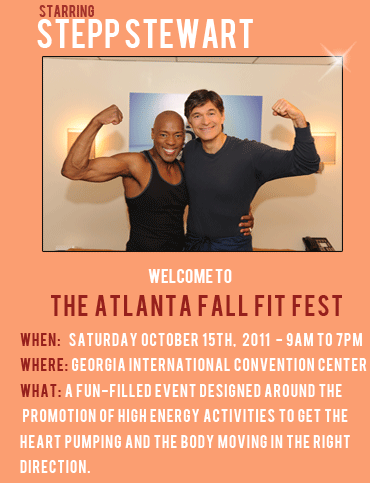 STARRING
STEPP STEWART
WELCOME TO
THE ATLANTA FALL FIT FEST
WHEN: SATURDAY OCTOBER 15TH, 2011 - 9AM TO 7PM
WHERE: GEORGIA INTERNATIONAL CONVENTION CENTER
WHAT: A FUN-FILLED EVENT DESIGNED AROUND THE
PROMOTION OF HIGH ENERGY ACTIVITIES TO GET THE
HEART PUMPING AND THE BODY MOVING IN THE RIGHT
DIRECTION.